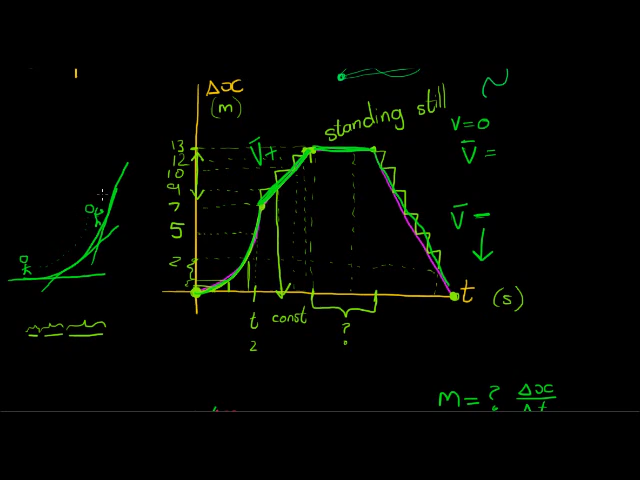 Δx
(m)
standing still
v=0
V̄ =
V̄+
13
12
10
9
7
5
2
V̄ −
t
(s)
t
const
?
2
m = ? Δx
Δt